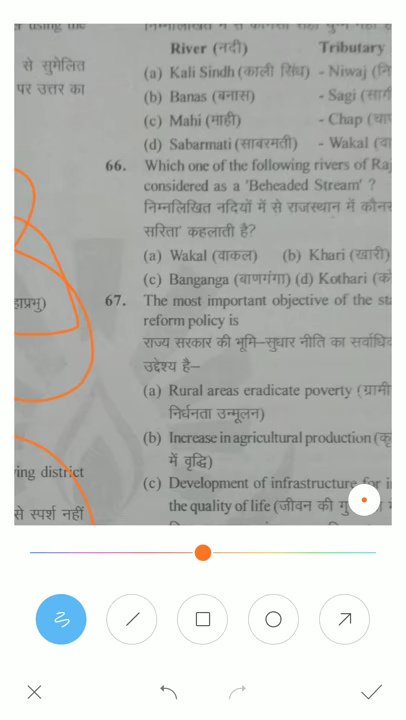 using the
River (नदी) Tributary
से सुगेलित
(a) Kali Sindh (काली सिंध) - Niwaj
पर उत्तर का
(b) Banas (बनास) - Sagi
(c) Mahi (माही) - Chap
(d) Sabarmati (साबरमती) - Wakal
66. Which one of the following rivers of Raj
considered as a 'Beheaded Stream' ?
निम्नलिखित नदियों में से राजस्थान में कौन
सरिता' कहलाती है?
(a) Wakal (वाकल) (b) Khari (खारी)
(c) Banganga (बाणगंगा) (d) Kothari
67. The most important objective of the sta
reform policy is
राज्य सरकार की भूमि–सुधार नीति का सर्वाधिक
उद्देश्य है–
(a) Rural areas eradicate poverty (ग्रामी
निर्धनता उन्मूलन)
(b) Increase in agricultural production (कृ
में वृद्धि)
ing district
(c) Development of infrastructure for i
the quality of life (जीवन की
से स्पर्श नहीं